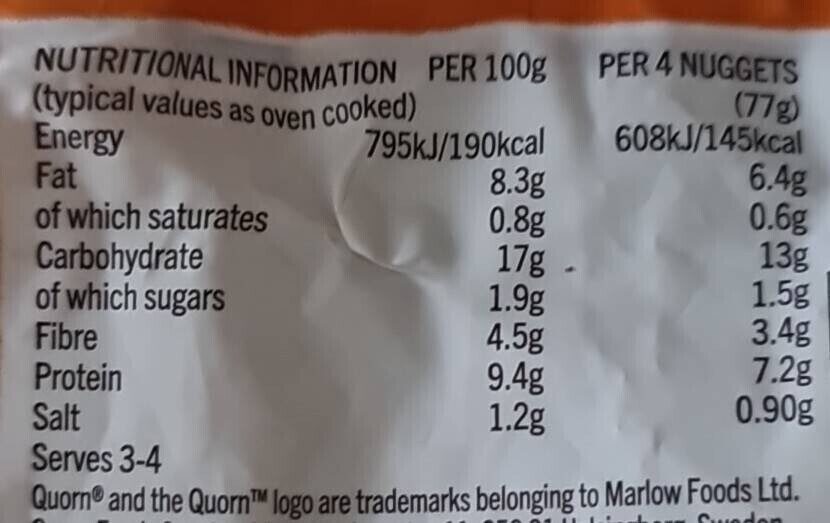 NUTRITIONAL INFORMATION PER 100g PER 4 NUGGETS
(typical values as oven cooked) (77g)
Energy 795kJ/190kcal 608kJ/145kcal
Fat 8.3g 6.4g
of which saturates 0.8g 0.6g
Carbohydrate 17g 13g
of which sugars 1.9g 1.5g
Fibre 4.5g 3.4g
Protein 9.4g 7.2g
Salt 1.2g 0.90g
Serves 3-4
Quorn® and the Quorn™ logo are trademarks belonging to Marlow Foods Ltd.
Sweden